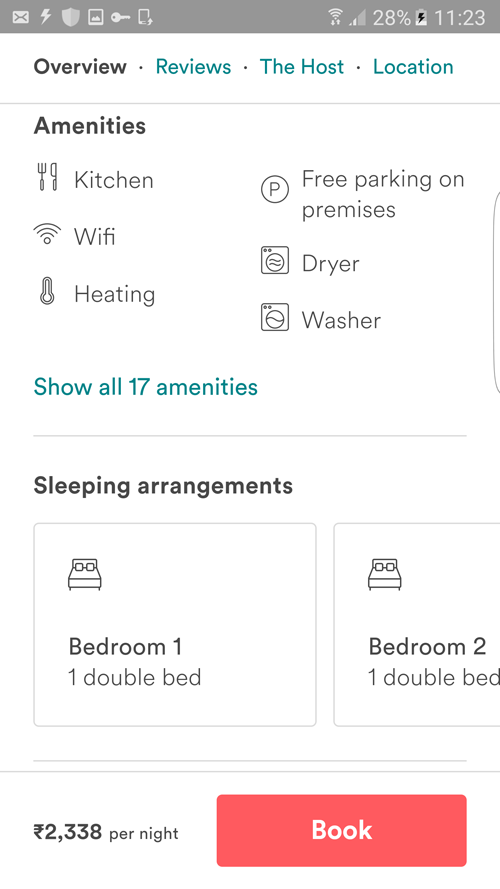 28% 11:23
Overview · Reviews · The Host · Location
Amenities
Kitchen
Wifi
Heating
P Free parking on
premises
Dryer
Washer
Show all 17 amenities
Sleeping arrangements
Bedroom 1
1 double bed
Bedroom 2
1 double bed
₹2,338 per night
Book